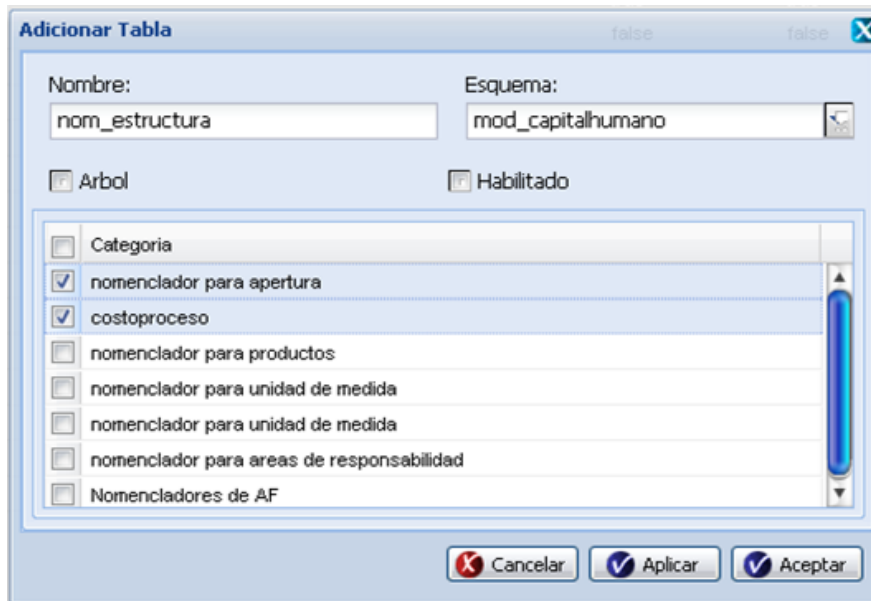 Adicionar Tabla
false false
Nombre: Esquema:
nom_estructura mod_capitalhumano
Arbol Habilitado
Categoria
nomenclador para apertura
costoproceso
nomenclador para productos
nomenclador para unidad de medida
nomenclador para unidad de medida
nomenclador para areas de responsabilidad
Nomencladores de AF
Cancelar Aplicar Aceptar